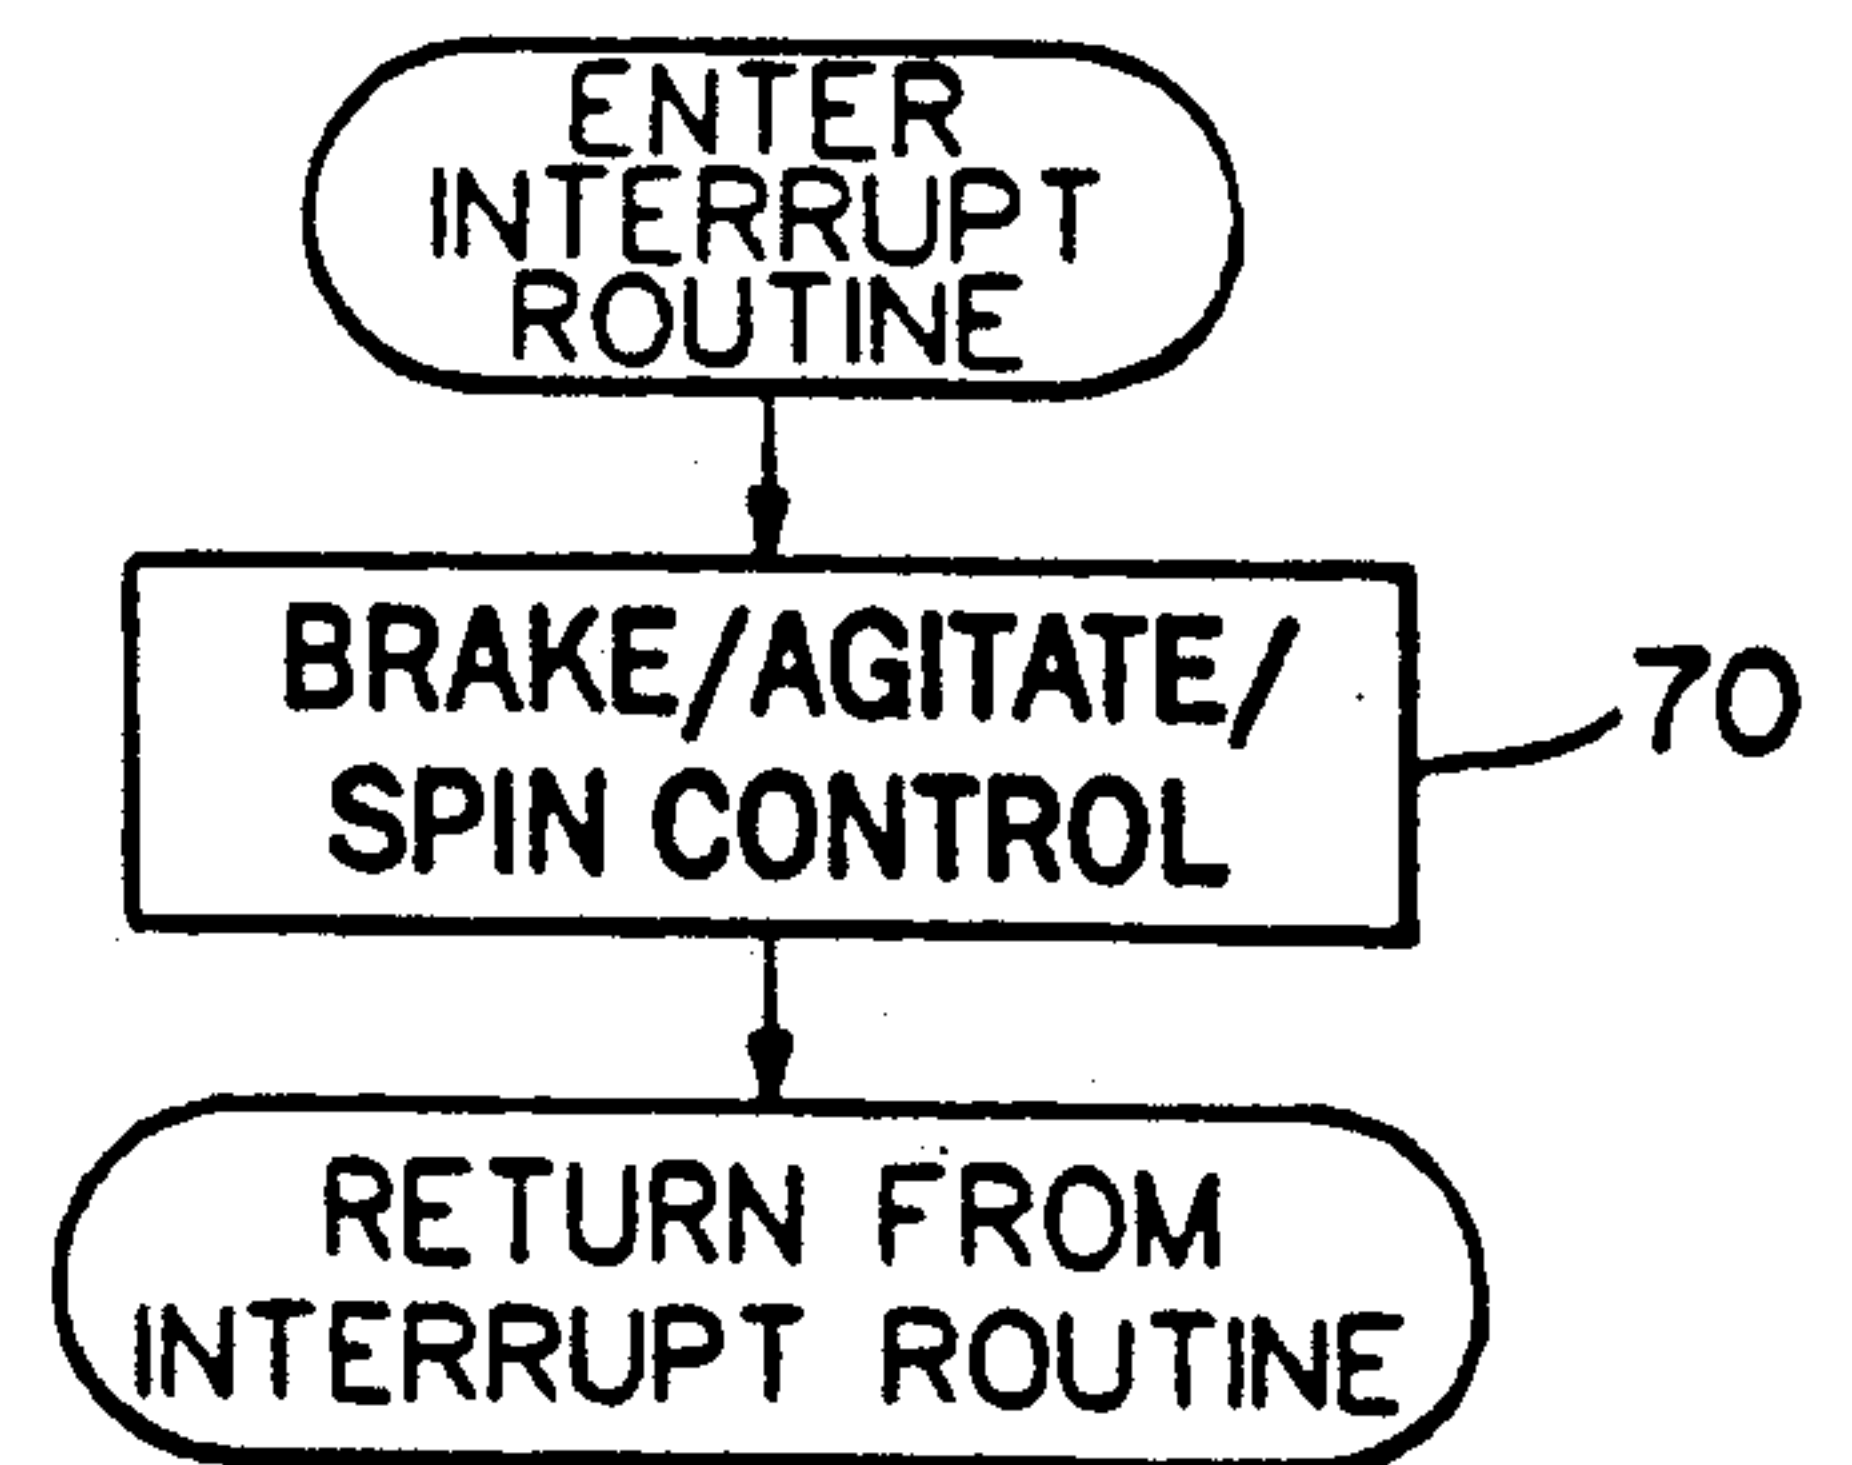 ENTER
INTERRUPT
ROUTINE
BRAKE/AGITATE/
SPIN CONTROL
70
RETURN FROM
INTERRUPT ROUTINE